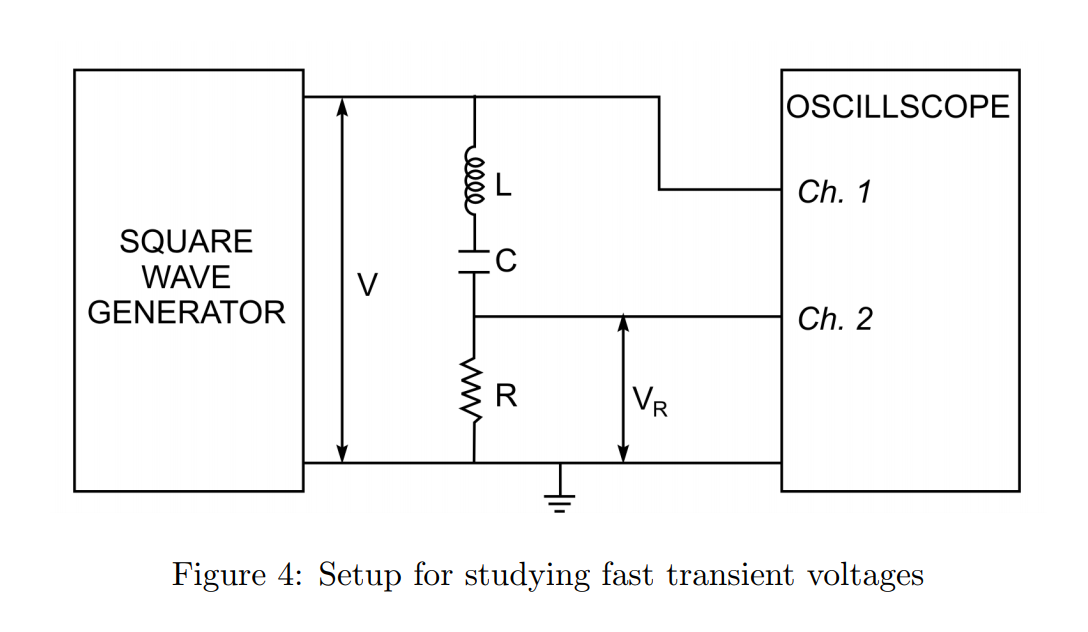 OSCILLSCOPE
Ch. 1
L
SQUARE
WAVE
GENERATOR
V
C
Ch. 2
R
VR
Figure 4: Setup for studying fast transient voltages